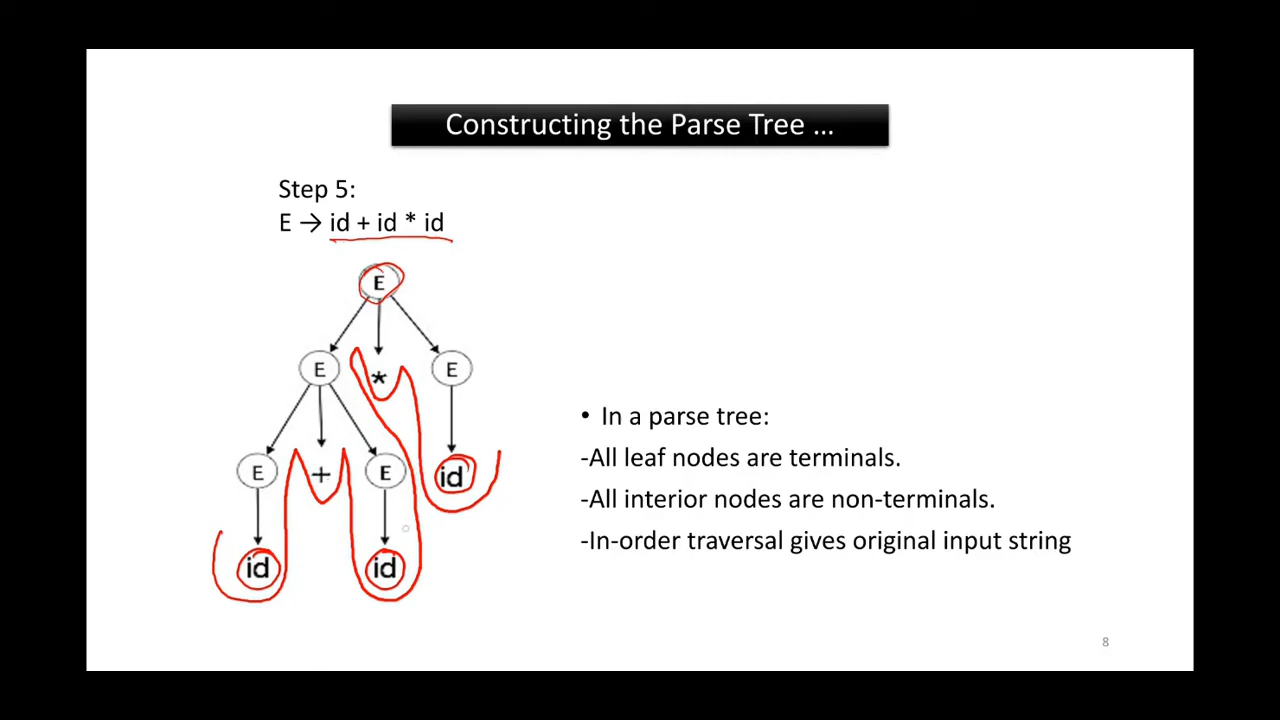 Constructing the Parse Tree ...
Step 5:
E → id + id * id
E
E * E
E + E id
id id
• In a parse tree:
-All leaf nodes are terminals.
-All interior nodes are non-terminals.
-In-order traversal gives original input string
8